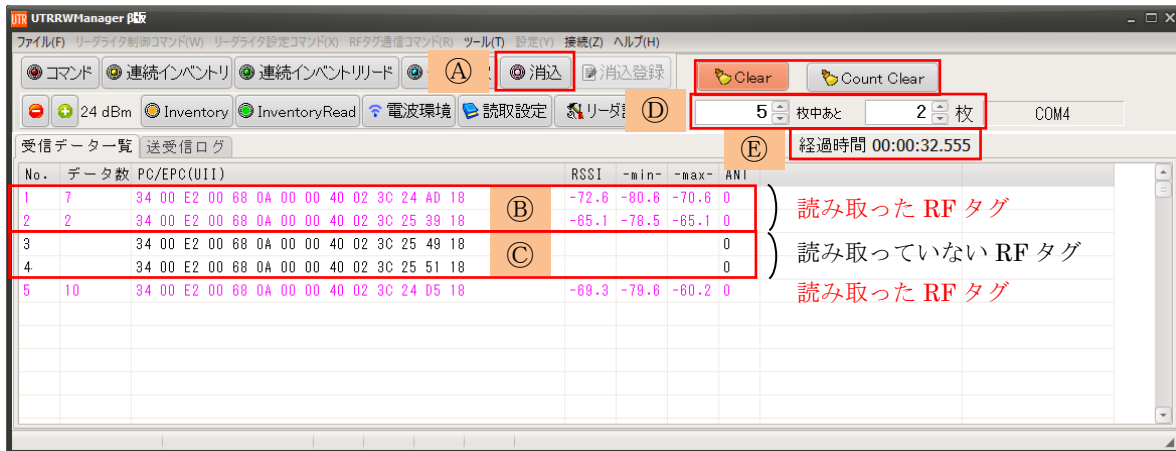 UTR UTRRWManager β版
ファイル(F) リーダライタ制御コマンド(W) リーダライタ設定コマンド(X) RFタグ通信コマンド(R) ツール(T) 設定(Y) 接続(Z) ヘルプ(H)
コマンド 連続インベントリ 連続インベントリリード Ⓐ 消込 消込登録 Clear Count Clear
24 dBm Inventory InventoryRead 電波環境 読取設定 リーダ Ⓓ 5 枚中あと 2 枚 COM4
受信データ一覧 送受信ログ Ⓔ 経過時間 00:00:32.555
No. データ数 PC/EPC(UII) RSSI -min- -max- ANT
1 7 34 00 E2 00 68 0A 00 00 40 02 3C 24 AD 18 -72.6 -80.6 -70.6 0
Ⓑ 読み取った RF タグ
2 2 34 00 E2 00 68 0A 00 00 40 02 3C 25 39 18 -65.1 -78.5 -65.1 0
3 34 00 E2 00 68 0A 00 00 40 02 3C 25 49 18 0
Ⓒ 読み取っていない RF タグ
4 34 00 E2 00 68 0A 00 00 40 02 3C 25 51 18 0
5 10 34 00 E2 00 68 0A 00 00 40 02 3C 24 D5 18 -69.3 -79.6 -60.2 0 読み取った RF タグ